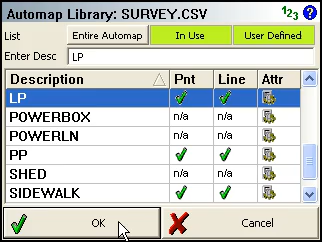 Automap Library: SURVEY.CSV 123 ?
List Entire Automap In Use User Defined
Enter Desc LP
Description Pnt Line Attr
LP
POWERBOX n/a n/a
POWERLN n/a n/a
PP
SHED n/a n/a
SIDEWALK
OK Cancel